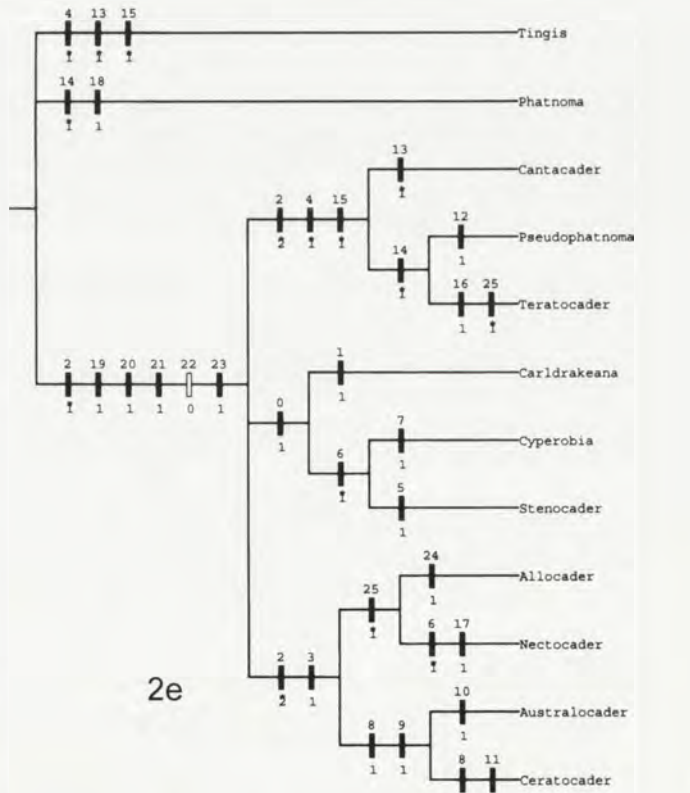 4 13 15
Tingis
1 1 1
14 18
Phatnoma
1 1
13
Cantacader
1
2 4 15
2 1 1
12
Pseudophatnoma
1
14
1
Teratocader
16 25
1 1
1
Carldrakeana
1
2 19 20 21 22 23
1 1 1 1 0 1
0
1
7
Cyperobia
1
6
1
5
Stenocader
1
24
Allocader
1
25
1
6 17
Nectocader
1 1
2 3
2 1
2e
10
Australocader
1
8 9
1 1
8 11
Ceratocader